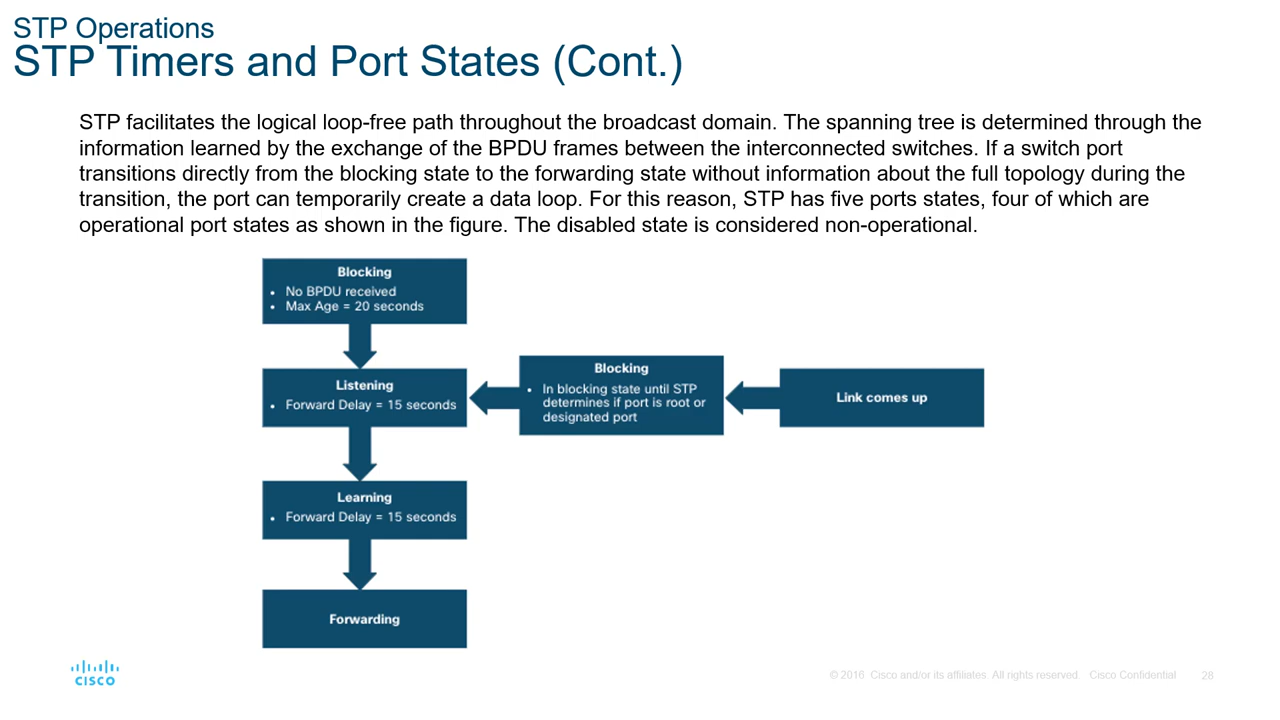 STP Operations
STP Timers and Port States (Cont.)
STP facilitates the logical loop-free path throughout the broadcast domain. The spanning tree is determined through the
information learned by the exchange of the BPDU frames between the interconnected switches. If a switch port
transitions directly from the blocking state to the forwarding state without information about the full topology during the
transition, the port can temporarily create a data loop. For this reason, STP has five ports states, four of which are
operational port states as shown in the figure. The disabled state is considered non-operational.
Blocking
• No BPDU received
• Max Age = 20 seconds
Listening
• Forward Delay = 15 seconds
Blocking
• In blocking state until STP
determines if port is root or
designated port
Link comes up
Learning
• Forward Delay = 15 seconds
Forwarding
CISCO
© 2016 Cisco and/or its affiliates. All rights reserved. Cisco Confidential
28